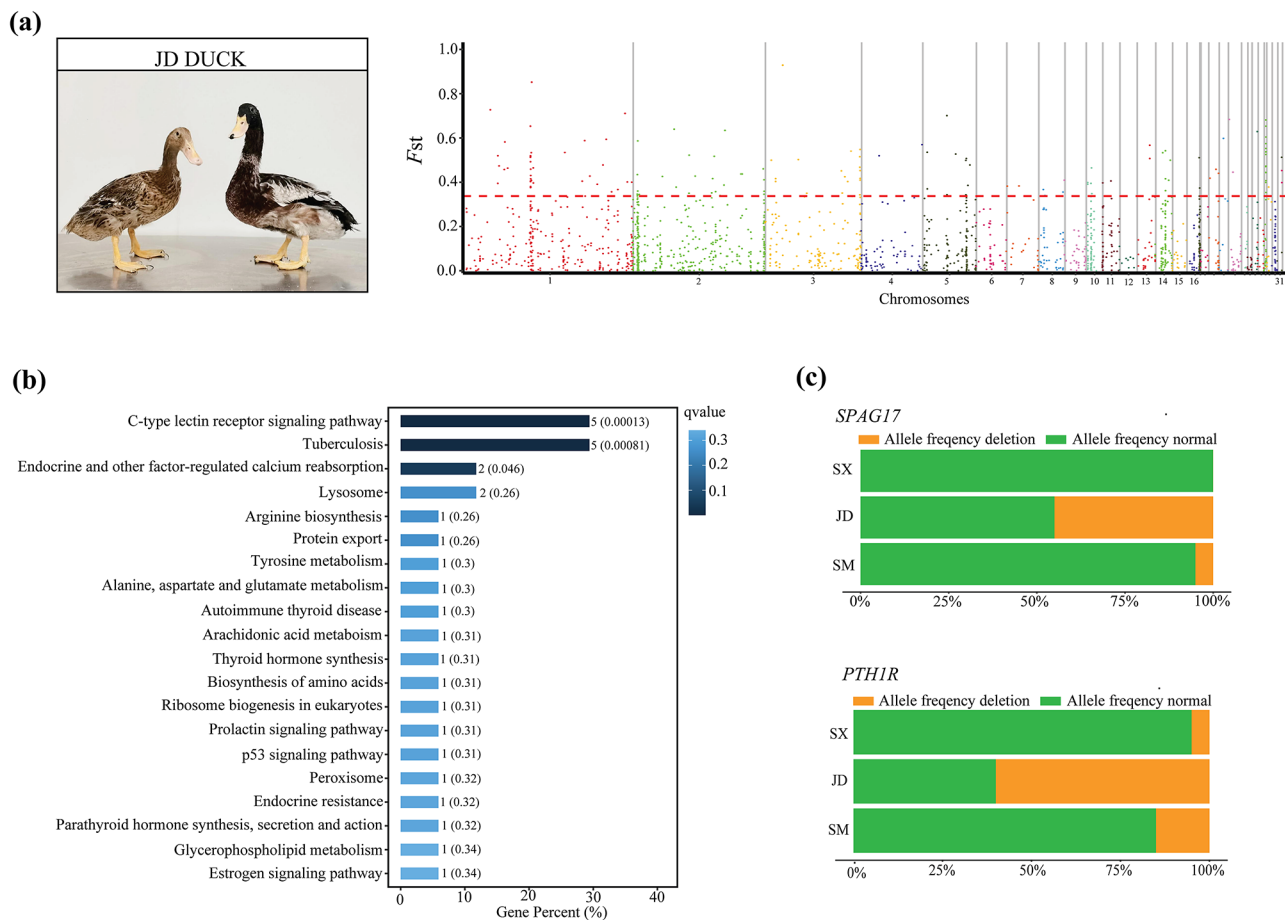 (a)
JD DUCK
1.0
0.8
0.6
0.4
0.2
0.0
Fst
1 2 3 4 5 6 7 8 9 10 11 12 13 14 15 16 31
Chromosomes
(b)
C-type lectin receptor signaling pathway 5 (0.00013)
Tuberculosis 5 (0.00081)
Endocrine and other factor-regulated calcium reabsorption 2 (0.046)
Lysosome 2 (0.26)
Arginine biosynthesis 1 (0.26)
Protein export 1 (0.26)
Tyrosine metabolism 1 (0.3)
Alanine, aspartate and glutamate metabolism 1 (0.3)
Autoimmune thyroid disease 1 (0.3)
Arachidonic acid metaboism 1 (0.31)
Thyroid hormone synthesis 1 (0.31)
Biosynthesis of amino acids 1 (0.31)
Ribosome biogenesis in eukaryotes 1 (0.31)
Prolactin signaling pathway 1 (0.31)
p53 signaling pathway 1 (0.31)
Peroxisome 1 (0.32)
Endocrine resistance 1 (0.32)
Parathyroid hormone synthesis, secretion and action 1 (0.32)
Glycerophospholipid metabolism 1 (0.34)
Estrogen signaling pathway 1 (0.34)
0 10 20 30 40
Gene Percent (%)
qvalue
0.3
0.2
0.1
(c)
SPAG17
Allele freqency deletion Allele freqency normal
SX
JD
SM
0% 25% 50% 75% 100%
PTH1R
Allele freqency deletion Allele freqency normal
SX
JD
SM
0% 25% 50% 75% 100%